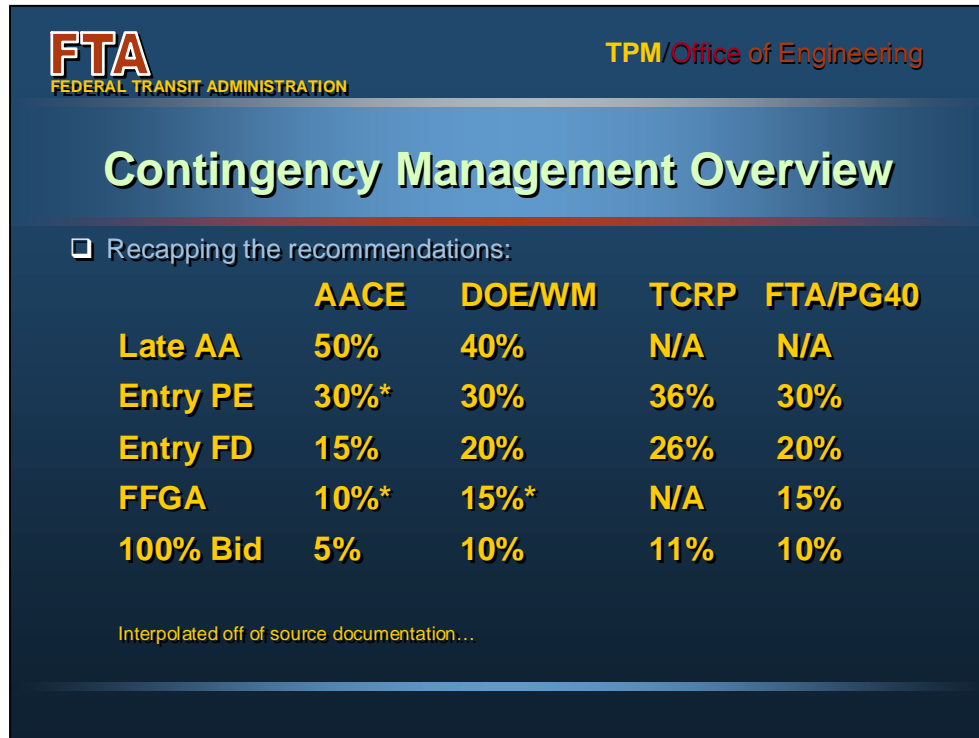 FTA
FEDERAL TRANSIT ADMINISTRATION
TPM/Office of Engineering
Contingency Management Overview
Recapping the recommendations:
AACE DOE/WM TCRP FTA/PG40
Late AA 50% 40% N/A N/A
Entry PE 30%* 30% 36% 30%
Entry FD 15% 20% 26% 20%
FFGA 10%* 15%* N/A 15%
100% Bid 5% 10% 11% 10%
Interpolated off of source documentation…